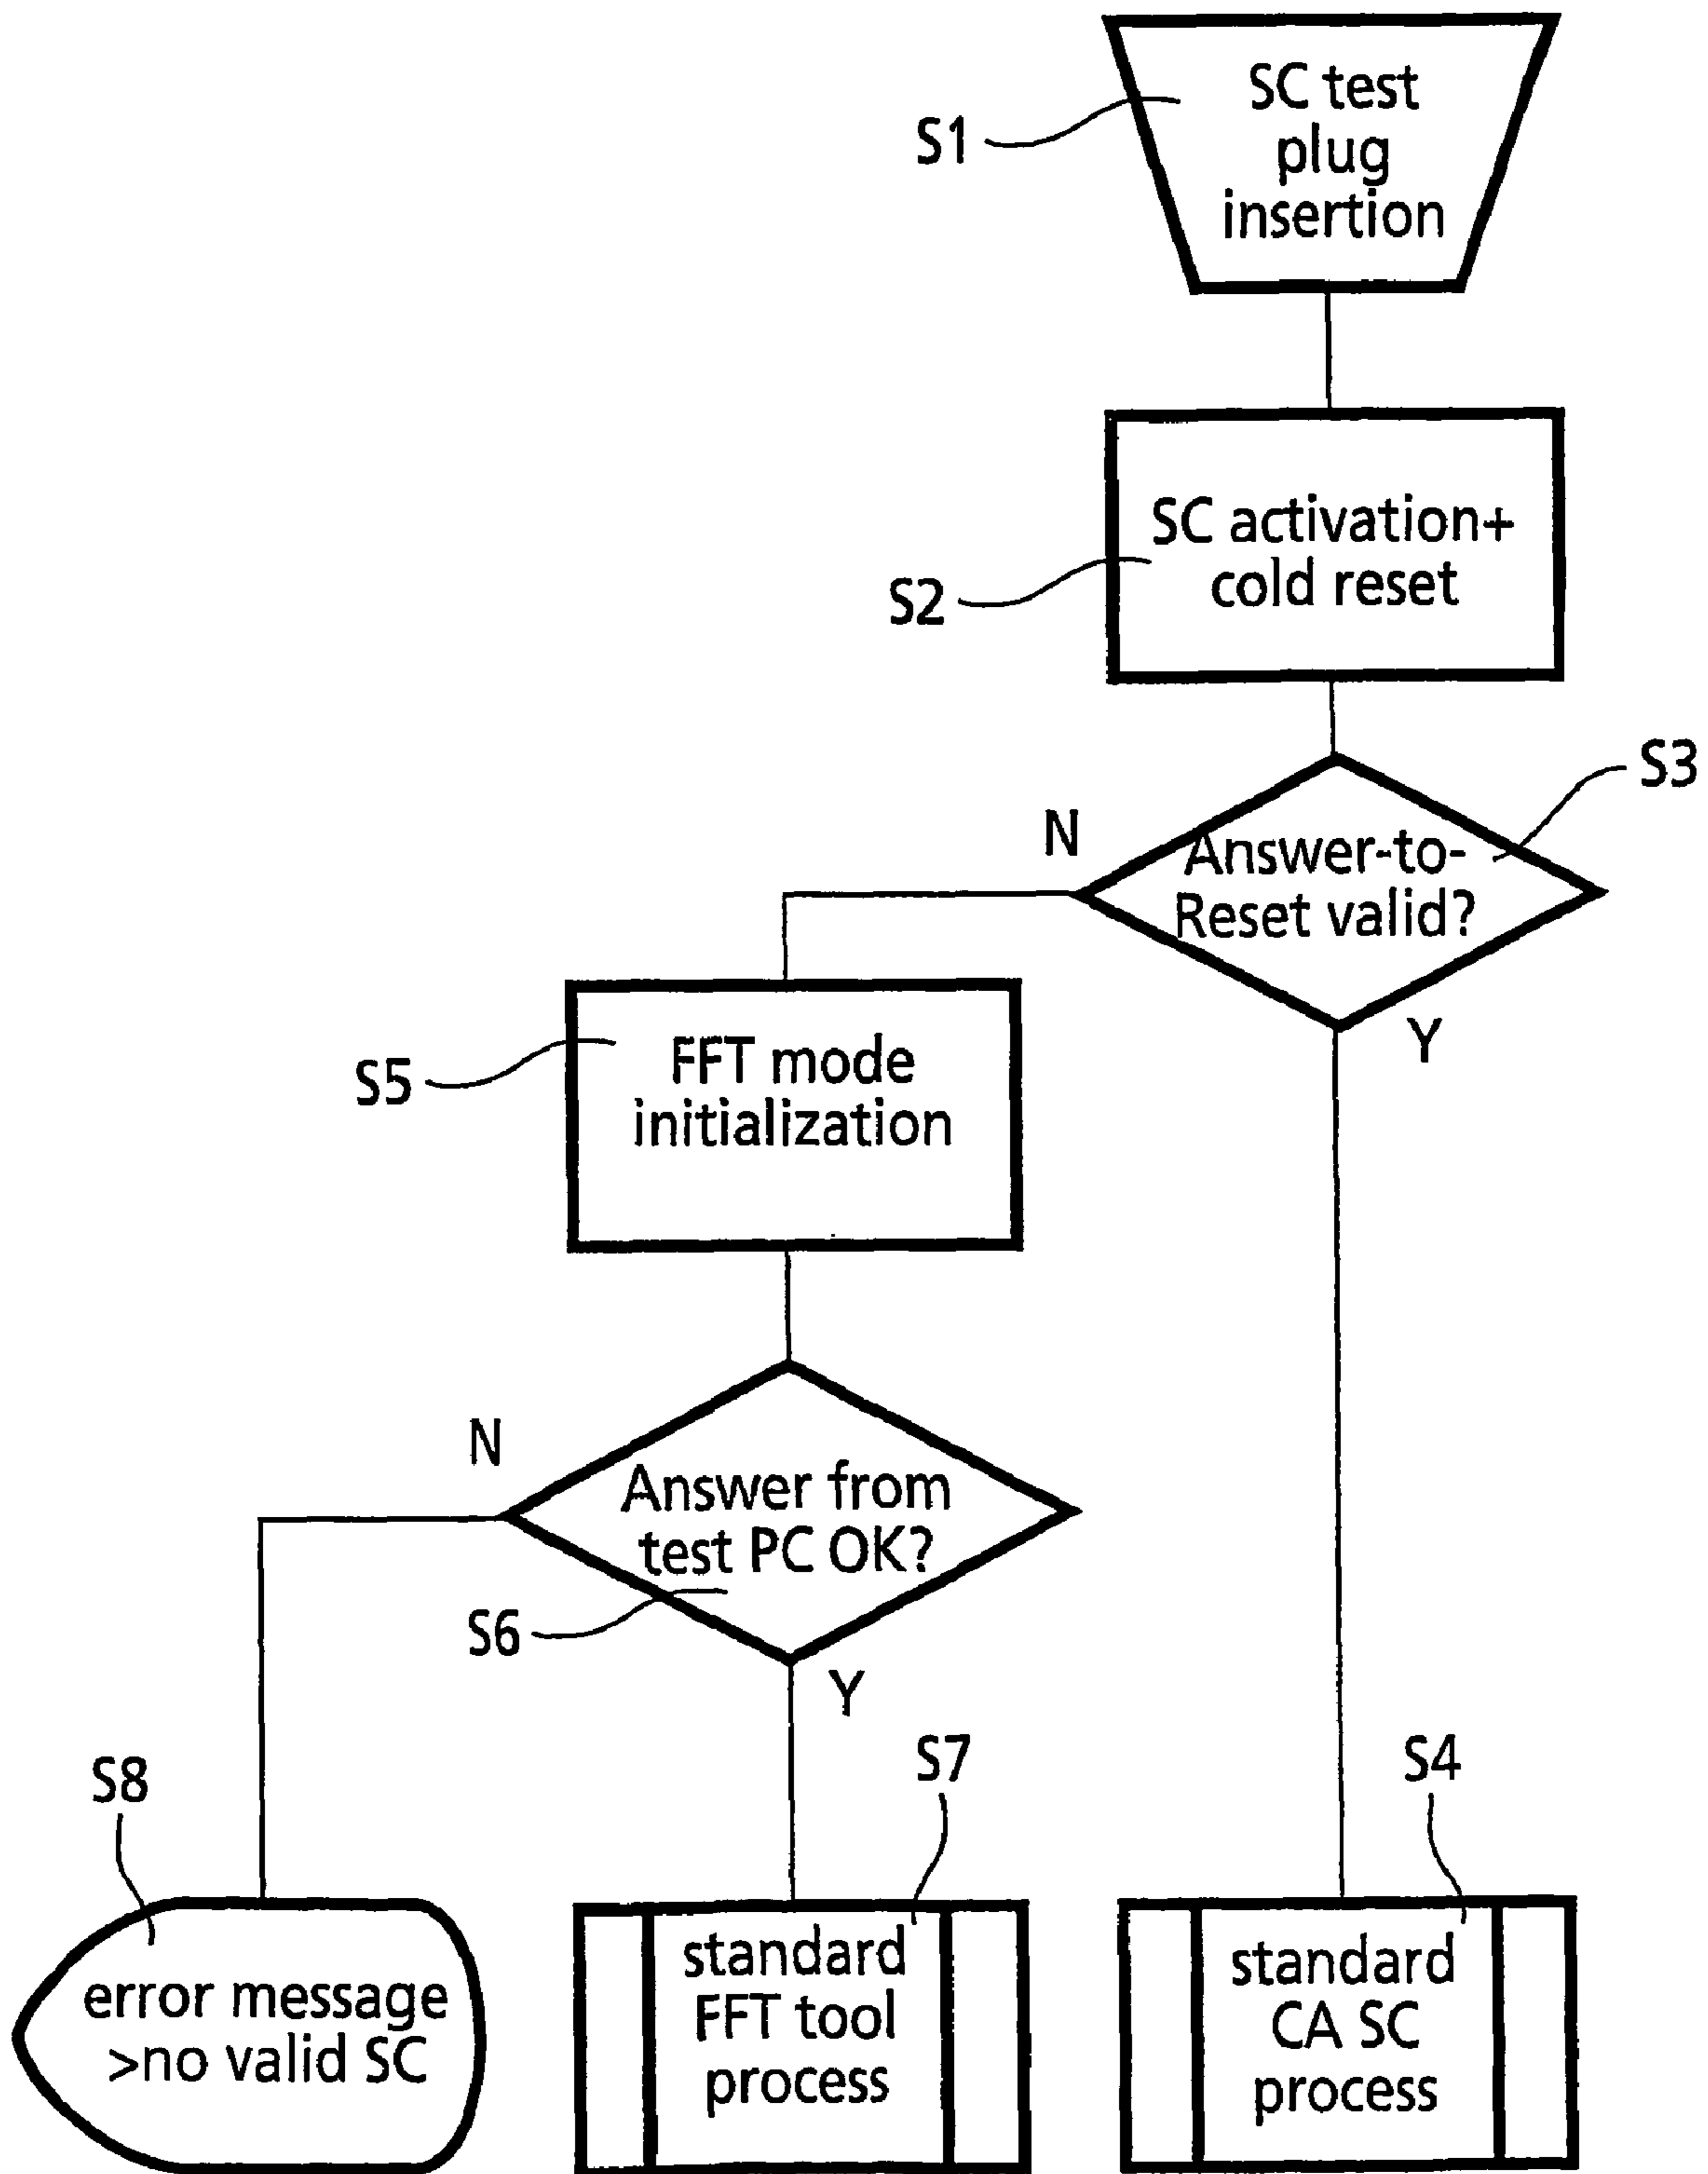 SC test
plug
insertion
S1
SC activation+
cold reset
S2
S3
N
Answer-to-
Reset valid?
Y
FFT mode
initialization
S5
N
Answer from
test PC OK?
S6
Y
S8
S7
S4
error message
>no valid SC
standard
FFT tool
process
standard
CA SC
process